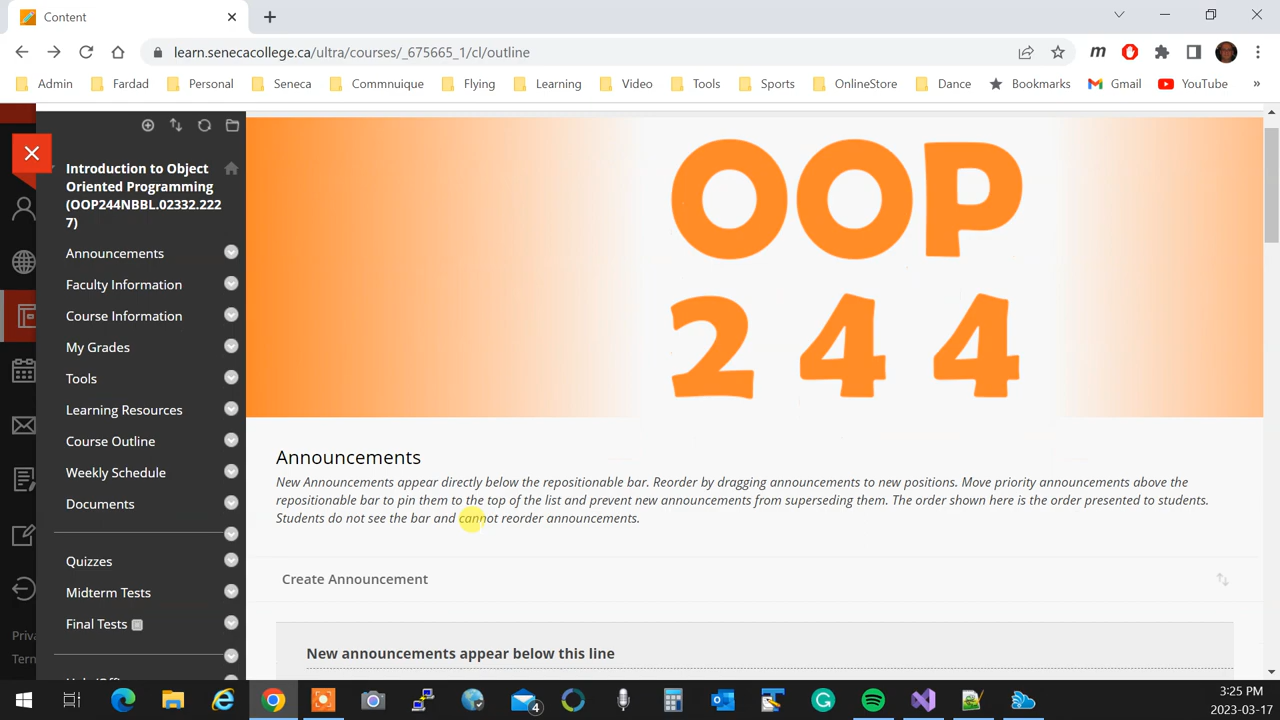 Content
learn.senecacollege.ca/ultra/courses/_675665_1/cl/outline
m
Admin Fardad Personal Seneca Commnuique Flying Learning Video Tools Sports OnlineStore Dance Bookmarks Gmail YouTube »
Introduction to Object
Oriented Programming
(OOP244NBBL.02332.222
7)
Announcements
Faculty Information
Course Information
My Grades
Tools
Learning Resources
Course Outline
Weekly Schedule
Documents
Quizzes
Midterm Tests
Final Tests
Priva
Term
OOP
244
Announcements
New Announcements appear directly below the repositionable bar. Reorder by dragging announcements to new positions. Move priority announcements above the
repositionable bar to pin them to the top of the list and prevent new announcements from superseding them. The order shown here is the order presented to students.
Students do not see the bar and cannot reorder announcements.
Create Announcement
New announcements appear below this line
4
3:25 PM
2023-03-17